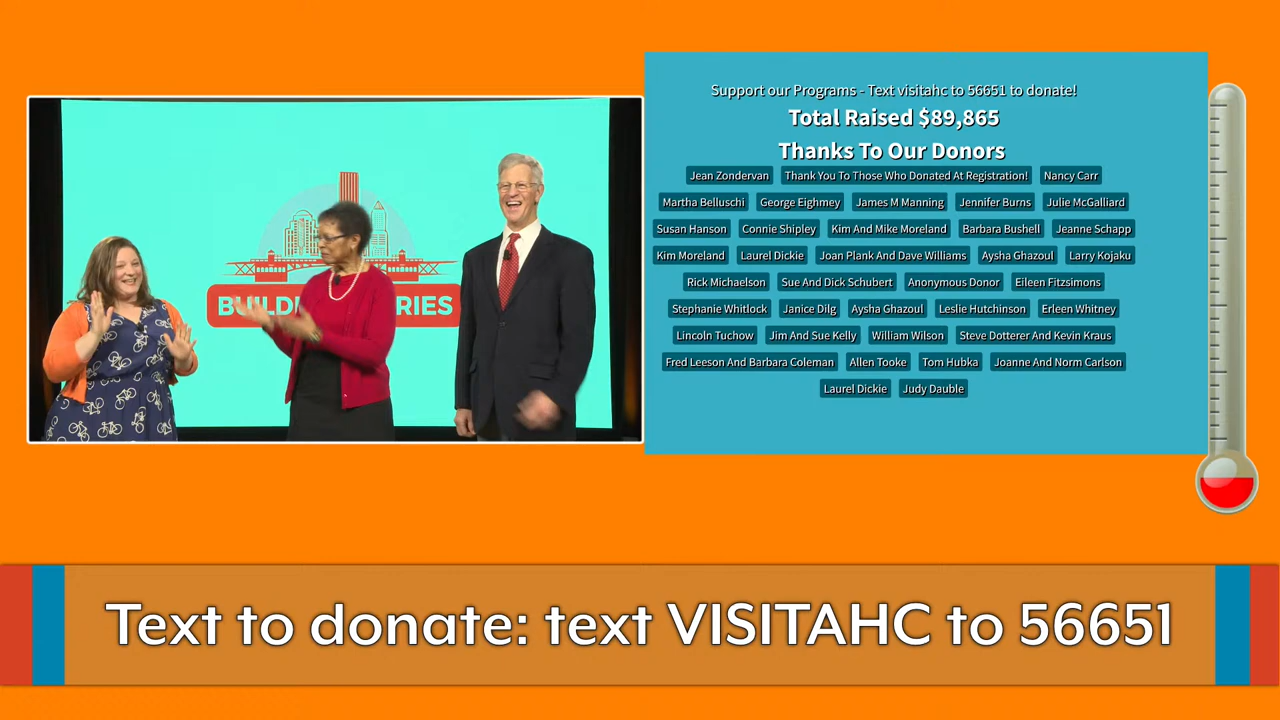 Support our Programs - Text visitahc to 56651 to donate!
Total Raised $89,865
Thanks To Our Donors
Jean Zondervan Thank You To Those Who Donated At Registration! Nancy Carr
Martha Belluschi George Eighmey James M Manning Jennifer Burns Julie McGalliard
Susan Hanson Connie Shipley Kim And Mike Moreland Barbara Bushell Jeanne Schapp
Kim Moreland Laurel Dickie Joan Plank And Dave Williams Aysha Ghazoul Larry Kojaku
Rick Michaelson Sue And Dick Schubert Anonymous Donor Eileen Fitzsimons
Stephanie Whitlock Janice Dilg Aysha Ghazoul Leslie Hutchinson Erleen Whitney
Lincoln Tuchow Jim And Sue Kelly William Wilson Steve Dotterer And Kevin Kraus
Fred Leeson And Barbara Coleman Allen Tooke Tom Hubka Joanne And Norm Carlson
Laurel Dickie Judy Dauble
Text to donate: text VISITAHC to 56651